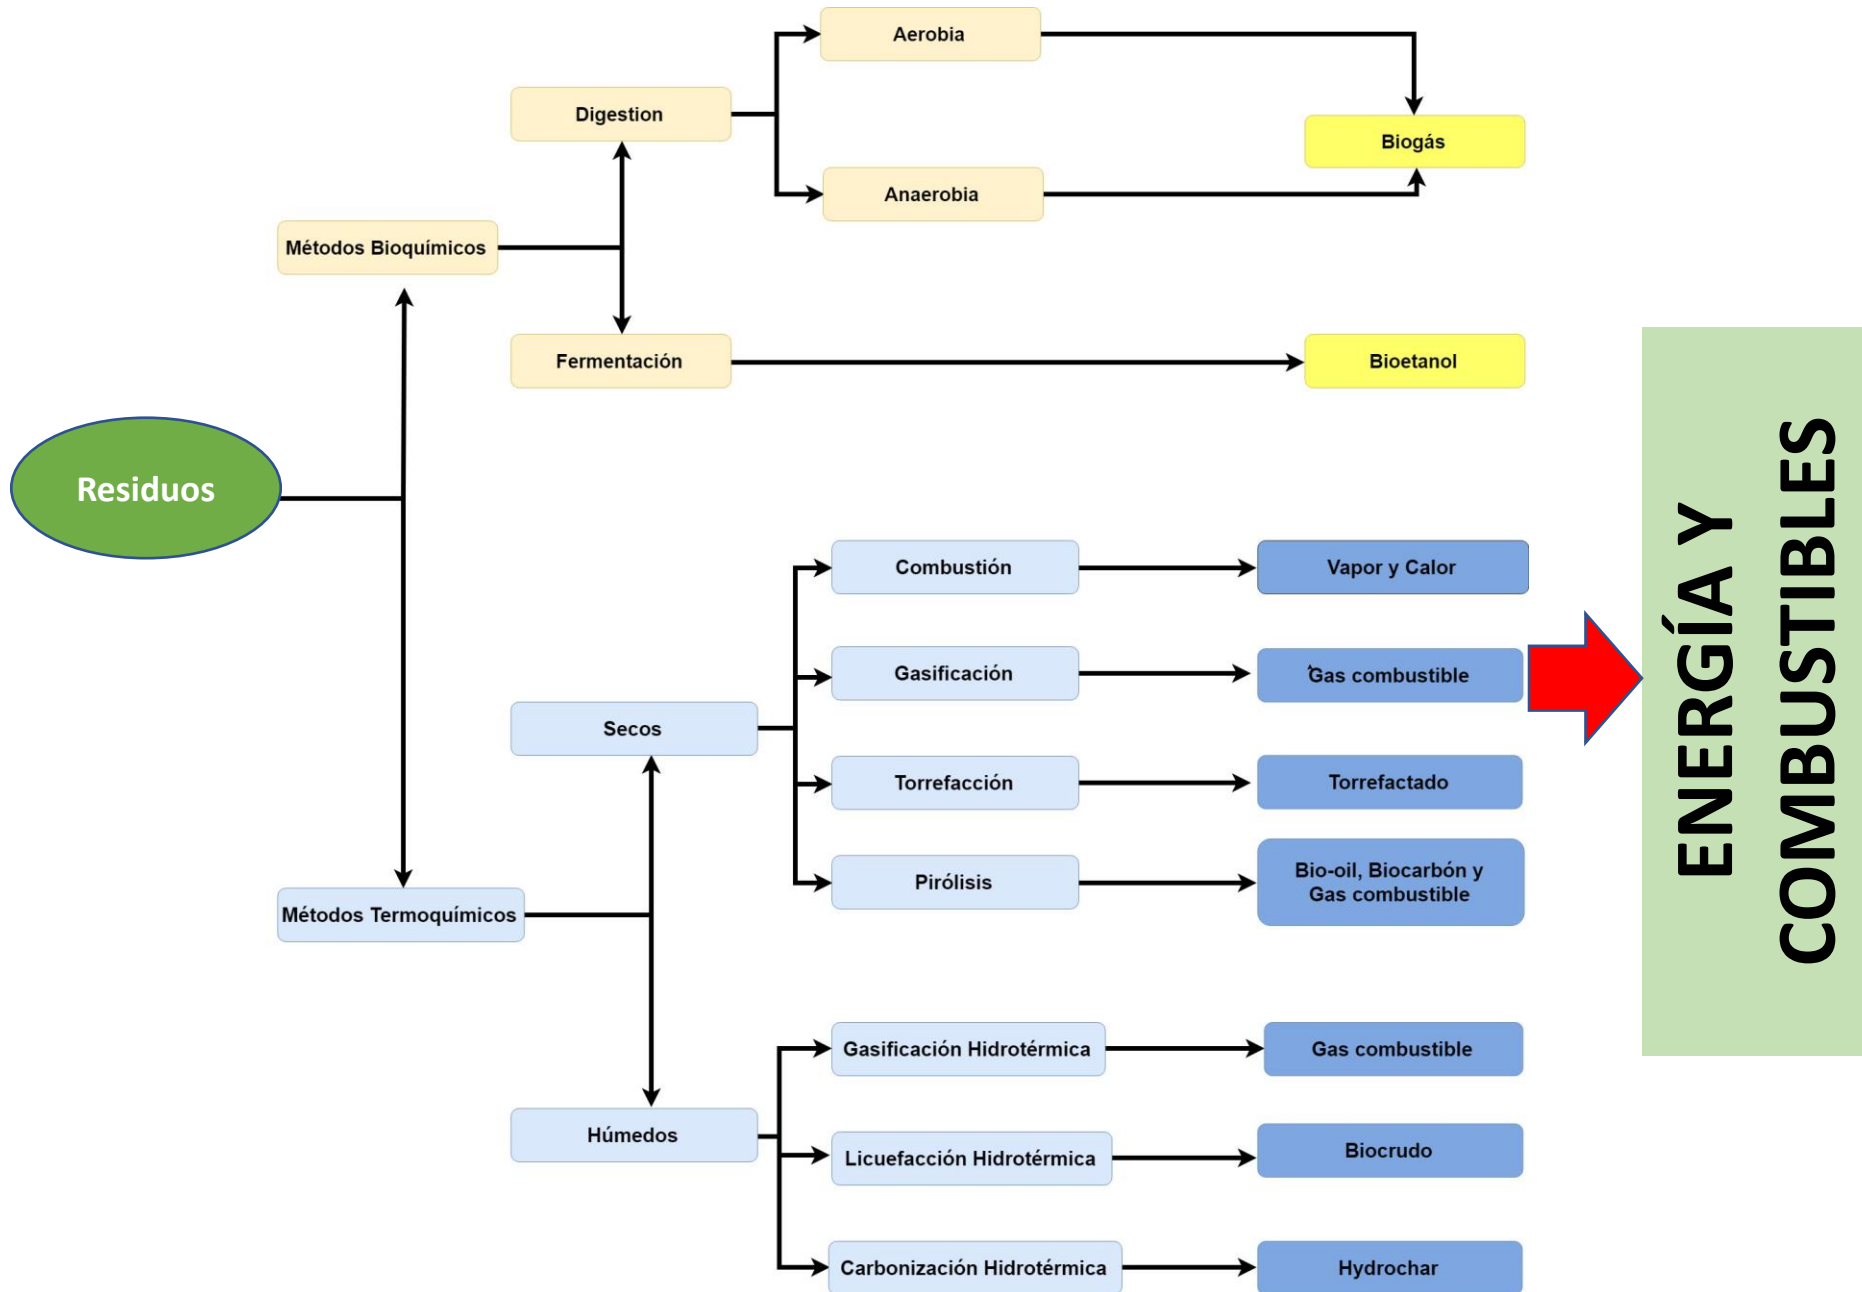 Aerobia
Digestion
Biogás
Anaerobia
Métodos Bioquímicos
Fermentación
Bioetanol
Residuos
Combustión
Vapor y Calor
Gasificación
Gas combustible
Secos
Torrefacción
Torrefactado
Pirólisis
Bio-oil, Biocarbón y
Gas combustible
Métodos Termoquímicos
Gasificación Hidrotérmica
Gas combustible
Húmedos
Licuefacción Hidrotérmica
Biocrudo
Carbonización Hidrotérmica
Hydrochar
ENERGÍA Y
COMBUSTIBLES